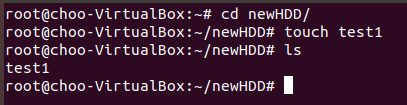 root@choo-VirtualBox:~# cd newHDD/
root@choo-VirtualBox:~/newHDD# touch test1
root@choo-VirtualBox:~/newHDD# ls
test1
root@choo-VirtualBox:~/newHDD#